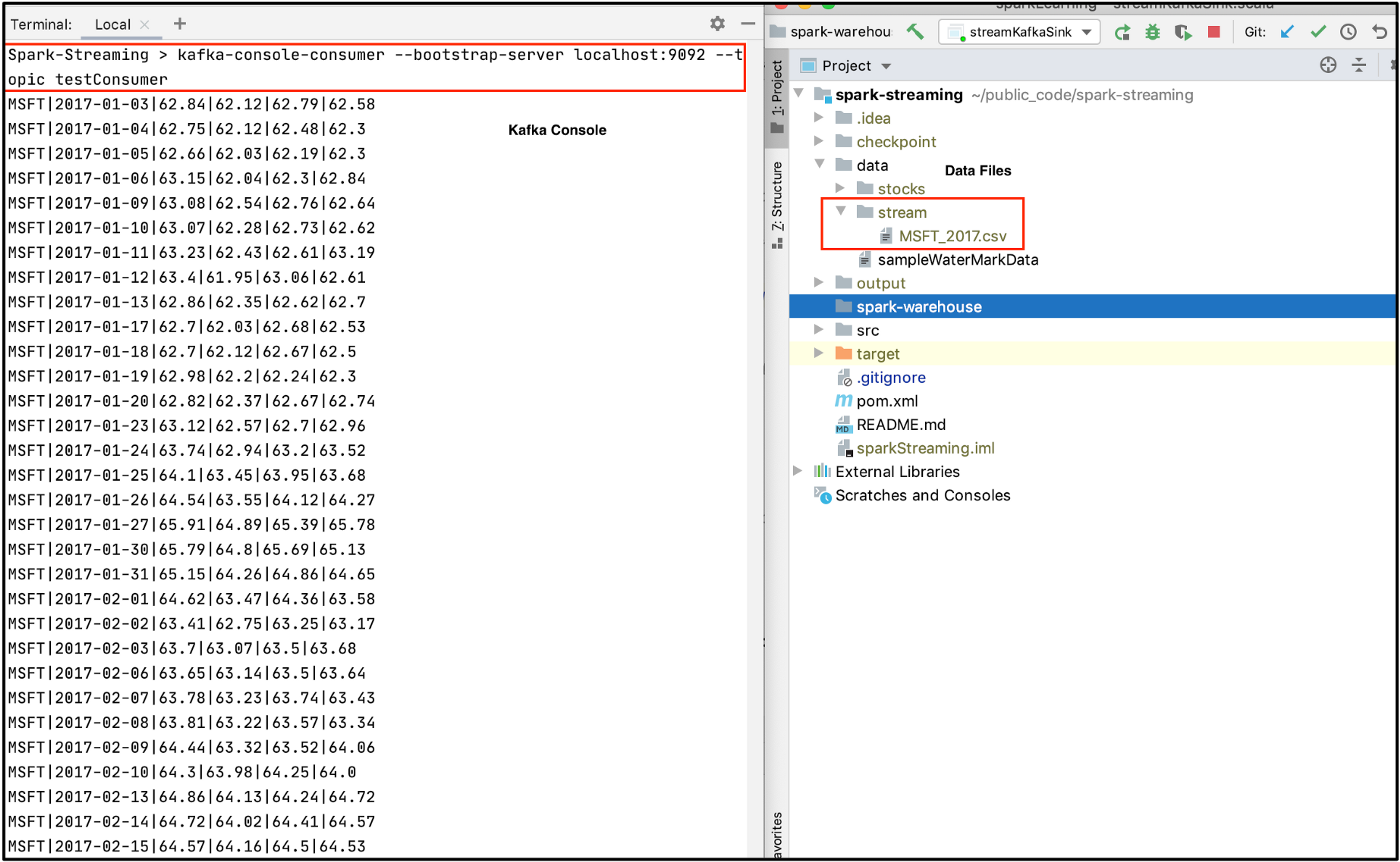 Terminal: Local
Spark-Streaming > kafka-console-consumer --bootstrap-server localhost:9092 --t
opic testConsumer
MSFT|2017-01-03|62.84|62.12|62.79|62.58
MSFT|2017-01-04|62.75|62.12|62.48|62.3
MSFT|2017-01-05|62.66|62.03|62.19|62.3
MSFT|2017-01-06|63.15|62.04|62.3|62.84
MSFT|2017-01-09|63.08|62.54|62.76|62.64
MSFT|2017-01-10|63.07|62.28|62.73|62.62
MSFT|2017-01-11|63.23|62.43|62.61|63.19
MSFT|2017-01-12|63.4|61.95|63.06|62.61
MSFT|2017-01-13|62.86|62.35|62.62|62.7
MSFT|2017-01-17|62.7|62.03|62.68|62.53
MSFT|2017-01-18|62.7|62.12|62.67|62.5
MSFT|2017-01-19|62.98|62.2|62.24|62.3
MSFT|2017-01-20|62.82|62.37|62.67|62.74
MSFT|2017-01-23|63.12|62.57|62.7|62.96
MSFT|2017-01-24|63.74|62.94|63.2|63.52
MSFT|2017-01-25|64.1|63.45|63.95|63.68
MSFT|2017-01-26|64.54|63.55|64.12|64.27
MSFT|2017-01-27|65.91|64.89|65.39|65.78
MSFT|2017-01-30|65.79|64.8|65.69|65.13
MSFT|2017-01-31|65.15|64.26|64.86|64.65
MSFT|2017-02-01|64.62|63.47|64.36|63.58
MSFT|2017-02-02|63.41|62.75|63.25|63.17
MSFT|2017-02-03|63.7|63.07|63.5|63.68
MSFT|2017-02-06|63.65|63.14|63.5|63.64
MSFT|2017-02-07|63.78|63.23|63.74|63.43
MSFT|2017-02-08|63.81|63.22|63.57|63.34
MSFT|2017-02-09|64.44|63.32|63.52|64.06
MSFT|2017-02-10|64.3|63.98|64.25|64.0
MSFT|2017-02-13|64.86|64.13|64.24|64.72
MSFT|2017-02-14|64.72|64.02|64.41|64.57
MSFT|2017-02-15|64.57|64.16|64.5|64.53
Kafka Console
spark-warehou streamKafkaSink Git:
1: Project
Z: Structure
avorites
Project
spark-streaming ~/public_code/spark-streaming
.idea
checkpoint
data
Data Files
stocks
stream
MSFT_2017.csv
sampleWaterMarkData
output
spark-warehouse
src
target
.gitignore
m pom.xml
MD README.md
sparkStreaming.iml
External Libraries
Scratches and Consoles